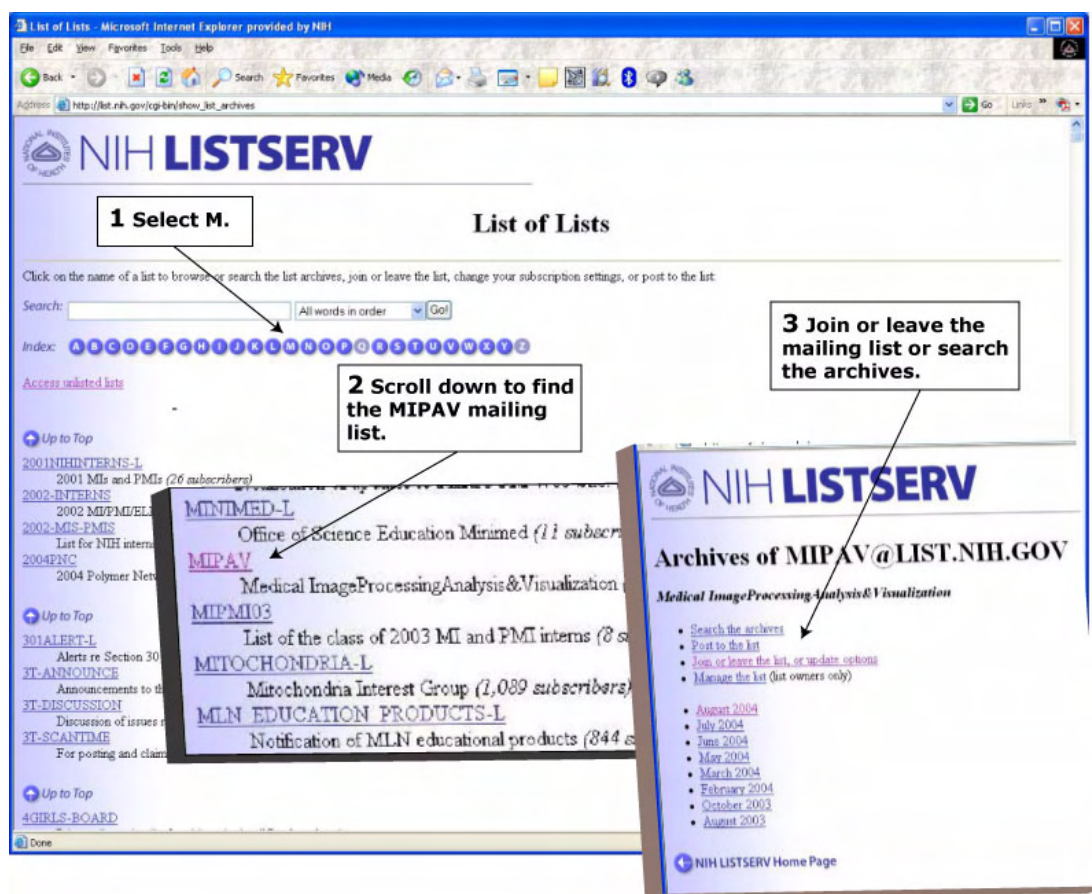 List of Lists - Microsoft Internet Explorer provided by NIH
File Edit View Favorites Tools Help
Back Search Favorites Media
Address http://list.nih.gov/cgi-bin/show_list_archives Go Links »
NATIONAL INSTITUTES OF HEALTH
NIH LISTSERV
1 Select M.
List of Lists
Click on the name of a list to browse or search the list archives, join or leave the list, change your subscription settings, or post to the list
Search: All words in order Go!
Index: A B C D E F G H I J K L M N O P Q R S T U V W X Y Z
Access unlisted lists
2 Scroll down to find
the MIPAV mailing
list.
3 Join or leave the
mailing list or search
the archives.
Up to Top
2001NIHINTERNS-L
2001 MIs and PMIs (26 subscribers)
2002-INTERNS
2002 MI/PMI/ELI
2002-MIS-PMIS
List for NIH interns
2004PNC
2004 Polymer Netw
Up to Top
301ALERT-L
Alerts re Section 30
3T-ANNOUNCE
Announcements to th
3T-DISCUSSION
Discussion of issues
3T-SCANTIME
For posting and claim
Up to Top
4GIRLS-BOARD
Done
MINIMED-L
Office of Science Education Minimed (11 subscr
MIPAV
Medical ImageProcessingAnalysis&Visualization
MIPMI03
List of the class of 2003 MI and PMI interns (8 s
MITOCHONDRIA-L
Mitochondria Interest Group (1,089 subscribers)
MLN EDUCATION PRODUCTS-L
Notification of MLN educational products (844 s
NIH LISTSERV
Archives of MIPAV@LIST.NIH.GOV
Medical ImageProcessingAnalysis&Visualization
Search the archives
Post to the list
Join or leave the list, or update options
Manage the list (list owners only)
August 2004
July 2004
June 2004
May 2004
March 2004
February 2004
October 2003
August 2003
NIH LISTSERV Home Page